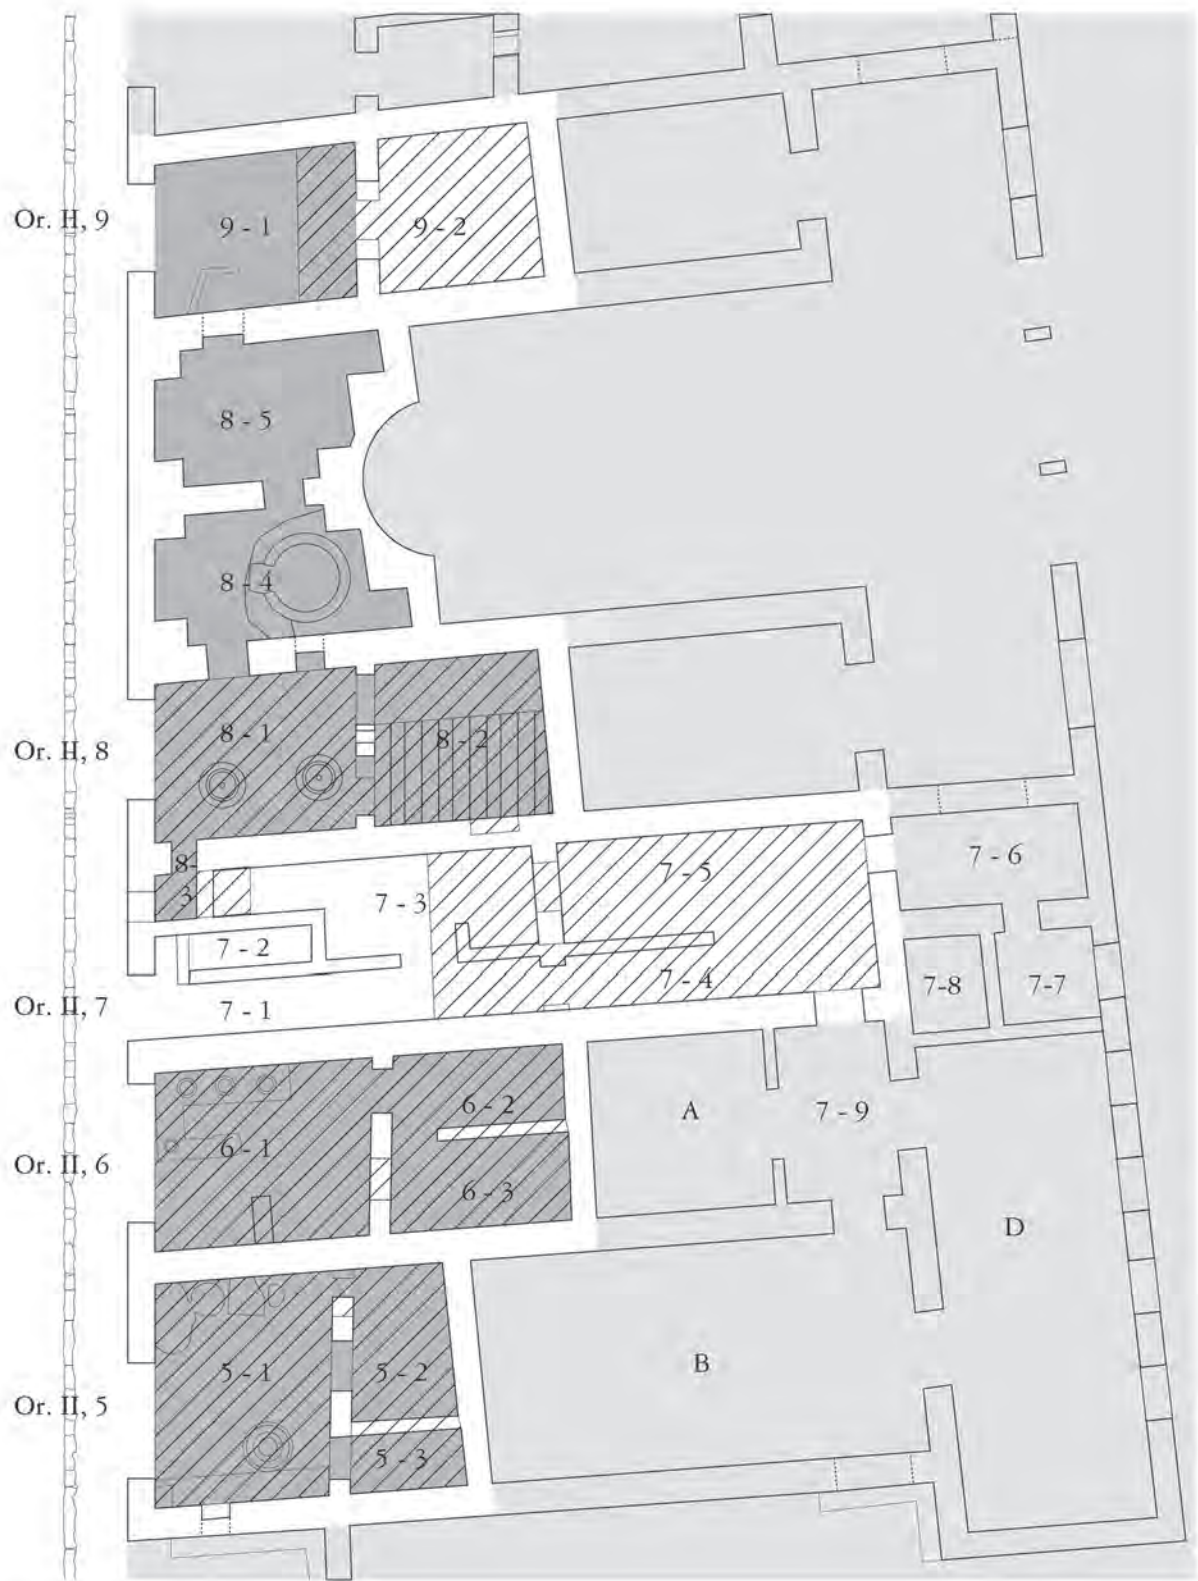 Or. II, 9
9 - 1
9 - 2
8 - 5
8 - 4
Or. II, 8
8 - 1
8 - 2
8 -
3
7 - 5
7 - 6
7 - 3
7 - 2
7 - 4
7-8
7-7
Or. II, 7
7 - 1
6 - 2
A
7 - 9
Or. II, 6
6 - 1
6 - 3
D
5 - 1
5 - 2
B
Or. II, 5
5 - 3